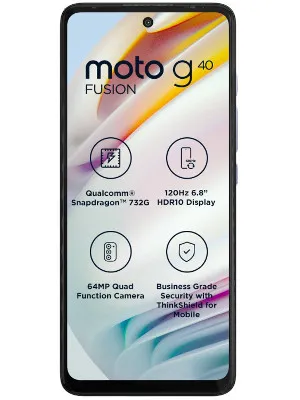 moto g 40
FUSION
Qualcomm®
Snapdragon™ 732G
120Hz 6.8"
HDR10 Display
64MP Quad
Function Camera
Business Grade
Security with
ThinkShield for
Mobile